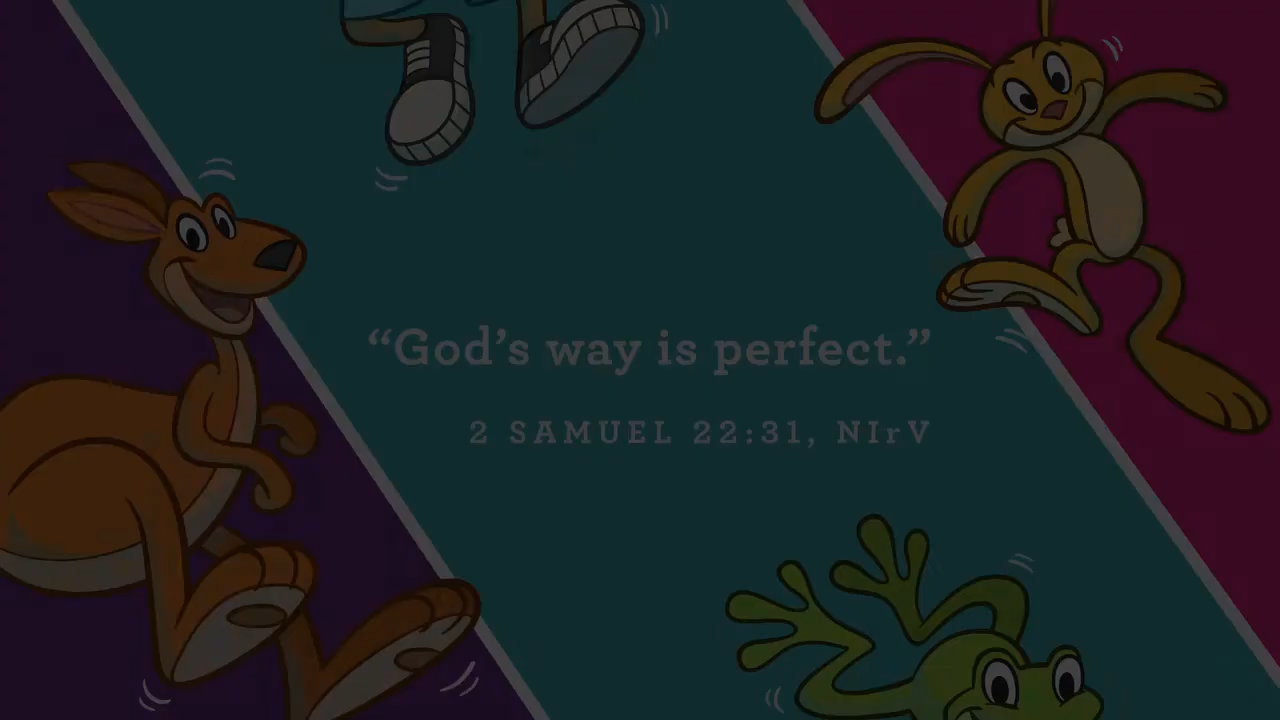 “God’s way is perfect.”
2 SAMUEL 22:31, NIrV